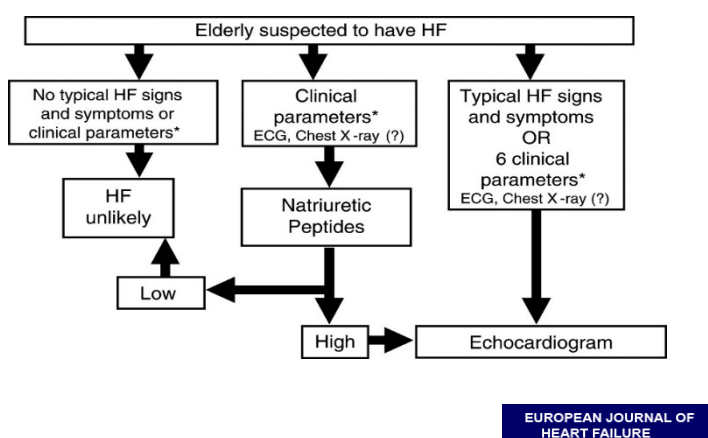 Elderly suspected to have HF
No typical HF signs
and symptoms or
clinical parameters*
Clinical
parameters*
ECG, Chest X-ray (?)
Typical HF signs
and symptoms
OR
6 clinical
parameters*
ECG, Chest X-ray (?)
HF
unlikely
Natriuretic
Peptides
Low
High
Echocardiogram
EUROPEAN JOURNAL OF
HEART FAILURE